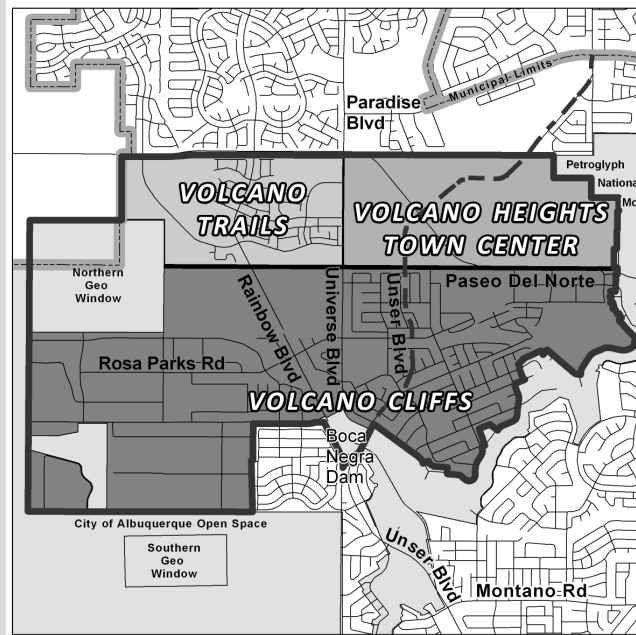 Paradise
Blvd
Municipal Limits
Petroglyph
National
Mo
VOLCANO
TRAILS
VOLCANO HEIGHTS
TOWN CENTER
Northern
Geo
Window
Rainbow Blvd
Universe Blvd
Unser Blvd
Paseo Del Norte
Rosa Parks Rd
VOLCANO CLIFFS
Boca
Negra
Dam
City of Albuquerque Open Space
Southern
Geo
Window
Unser Blvd
Montano Rd